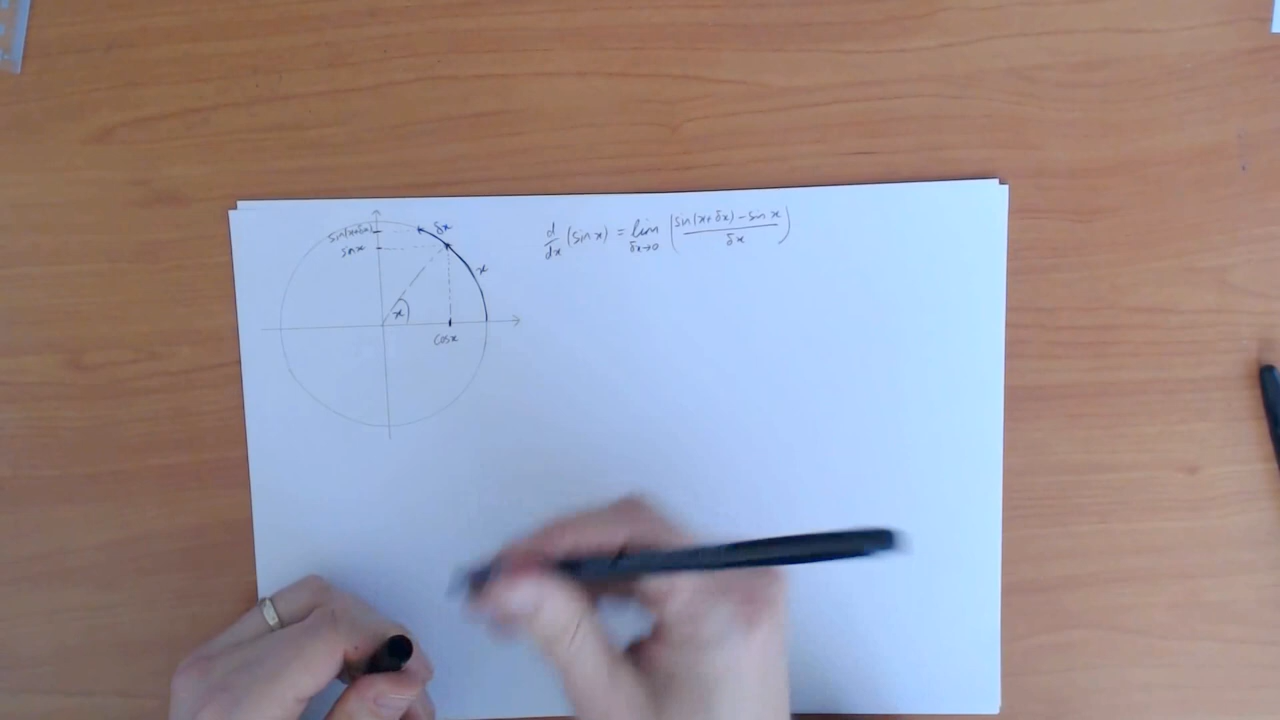 sin(x+δx)
δx
sin x
x
x
cos x
d/dx (sin x) = lim δx→0 (sin(x+δx) − sin x / δx)